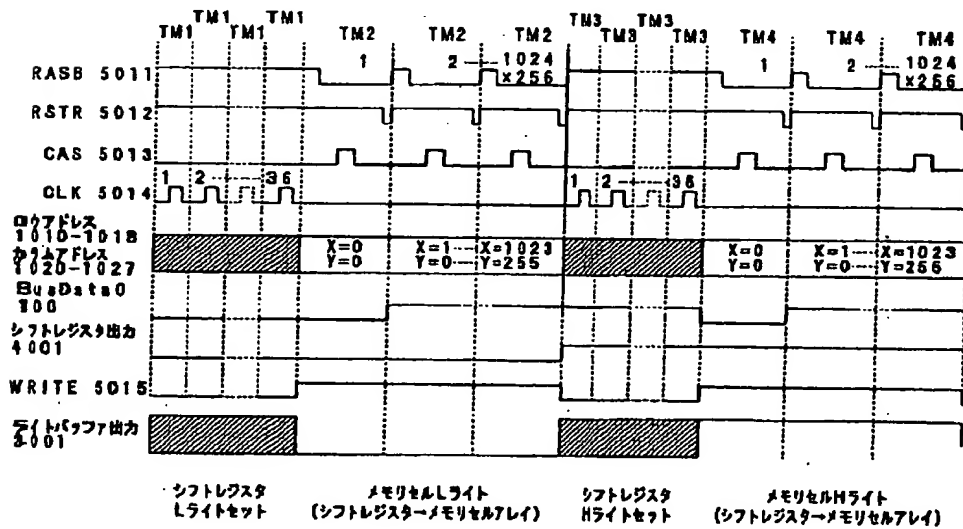 TM1 TM1 TM1 TM1 TM2 TM2 TM2 TM3 TM3 TM3 TM3 TM4 TM4 TM4
RASB 5011 1 2 1024 ×256 1 2 1024 ×256
RSTR 5012
CAS 5013
CLK 5014 1 2 36 1 2 36
ロウアドレス
1010-1018
カラムアドレス
1020-1027
X=0 X=1 X=1023 X=0 X=1 X=1023
Y=0 Y=0 Y=255 Y=0 Y=0 Y=255
BusData0
シフトレジスタ出力
4001
WRITE 5015
ライトバッファ出力
3001
シフトレジスタ メモリセルLライト シフトレジスタ メモリセルHライト
Lライトセット (シフトレジスタ→メモリセルアレイ) Hライトセット (シフトレジスタ→メモリセルアレイ)